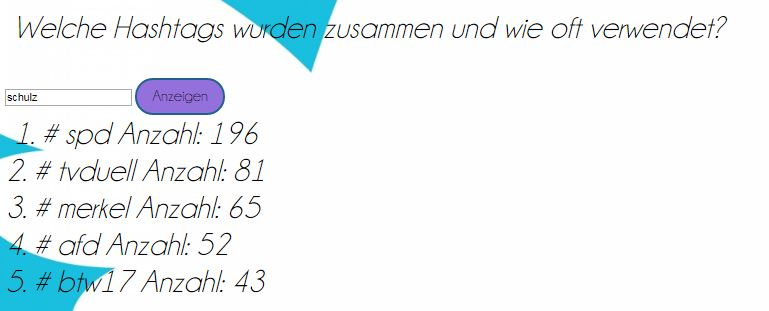 Welche Hashtags wurden zusammen und wie oft verwendet?
schulz Anzeigen
1. # spd Anzahl: 196
2. # tvduell Anzahl: 81
3. # merkel Anzahl: 65
4. # afd Anzahl: 52
5. # btw17 Anzahl: 43